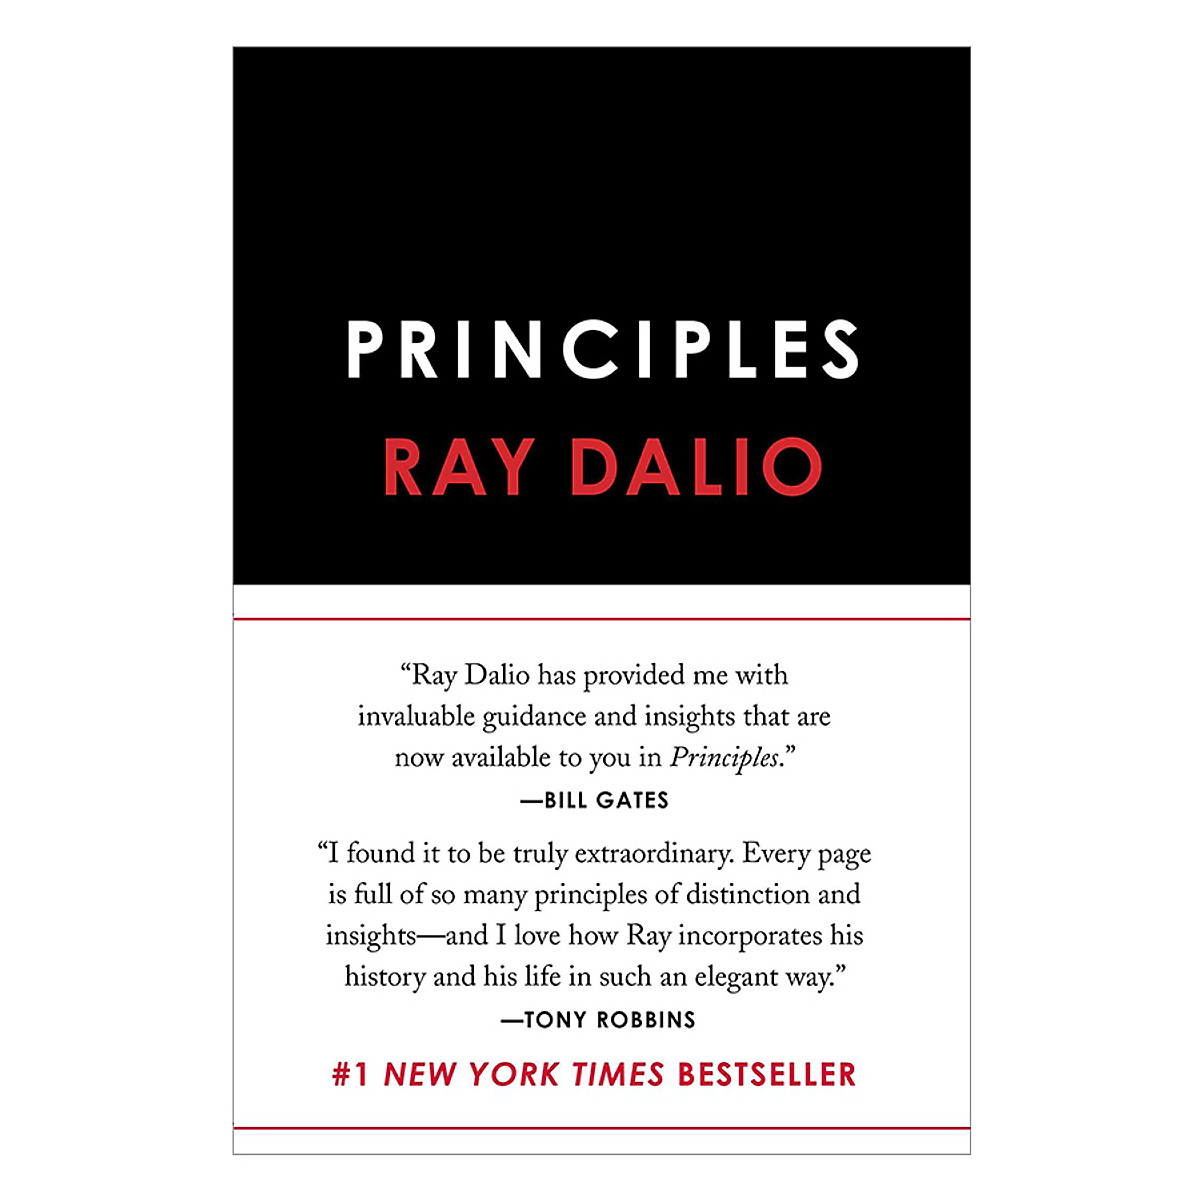 PRINCIPLES
RAY DALIO
“Ray Dalio has provided me with
invaluable guidance and insights that are
now available to you in Principles.”
—BILL GATES
“I found it to be truly extraordinary. Every page
is full of so many principles of distinction and
insights—and I love how Ray incorporates his
history and his life in such an elegant way.”
—TONY ROBBINS
#1 NEW YORK TIMES BESTSELLER